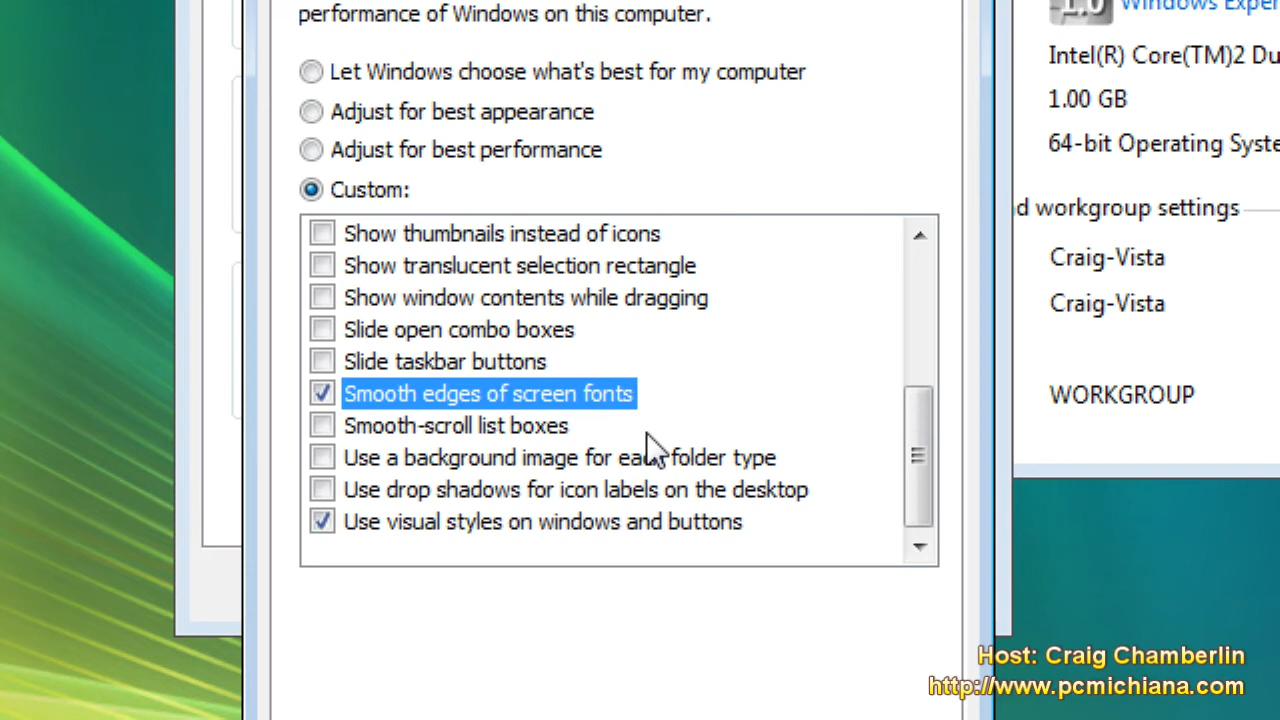 performance of Windows on this computer.
Let Windows choose what's best for my computer
Adjust for best appearance
Adjust for best performance
Custom:
Show thumbnails instead of icons
Show translucent selection rectangle
Show window contents while dragging
Slide open combo boxes
Slide taskbar buttons
Smooth edges of screen fonts
Smooth-scroll list boxes
Use a background image for each folder type
Use drop shadows for icon labels on the desktop
Use visual styles on windows and buttons
1.0
Windows Exper
Intel(R) Core(TM)2 Du
1.00 GB
64-bit Operating Syste
d workgroup settings
Craig-Vista
Craig-Vista
WORKGROUP
Host: Craig Chamberlin
http://www.pcmichiana.com